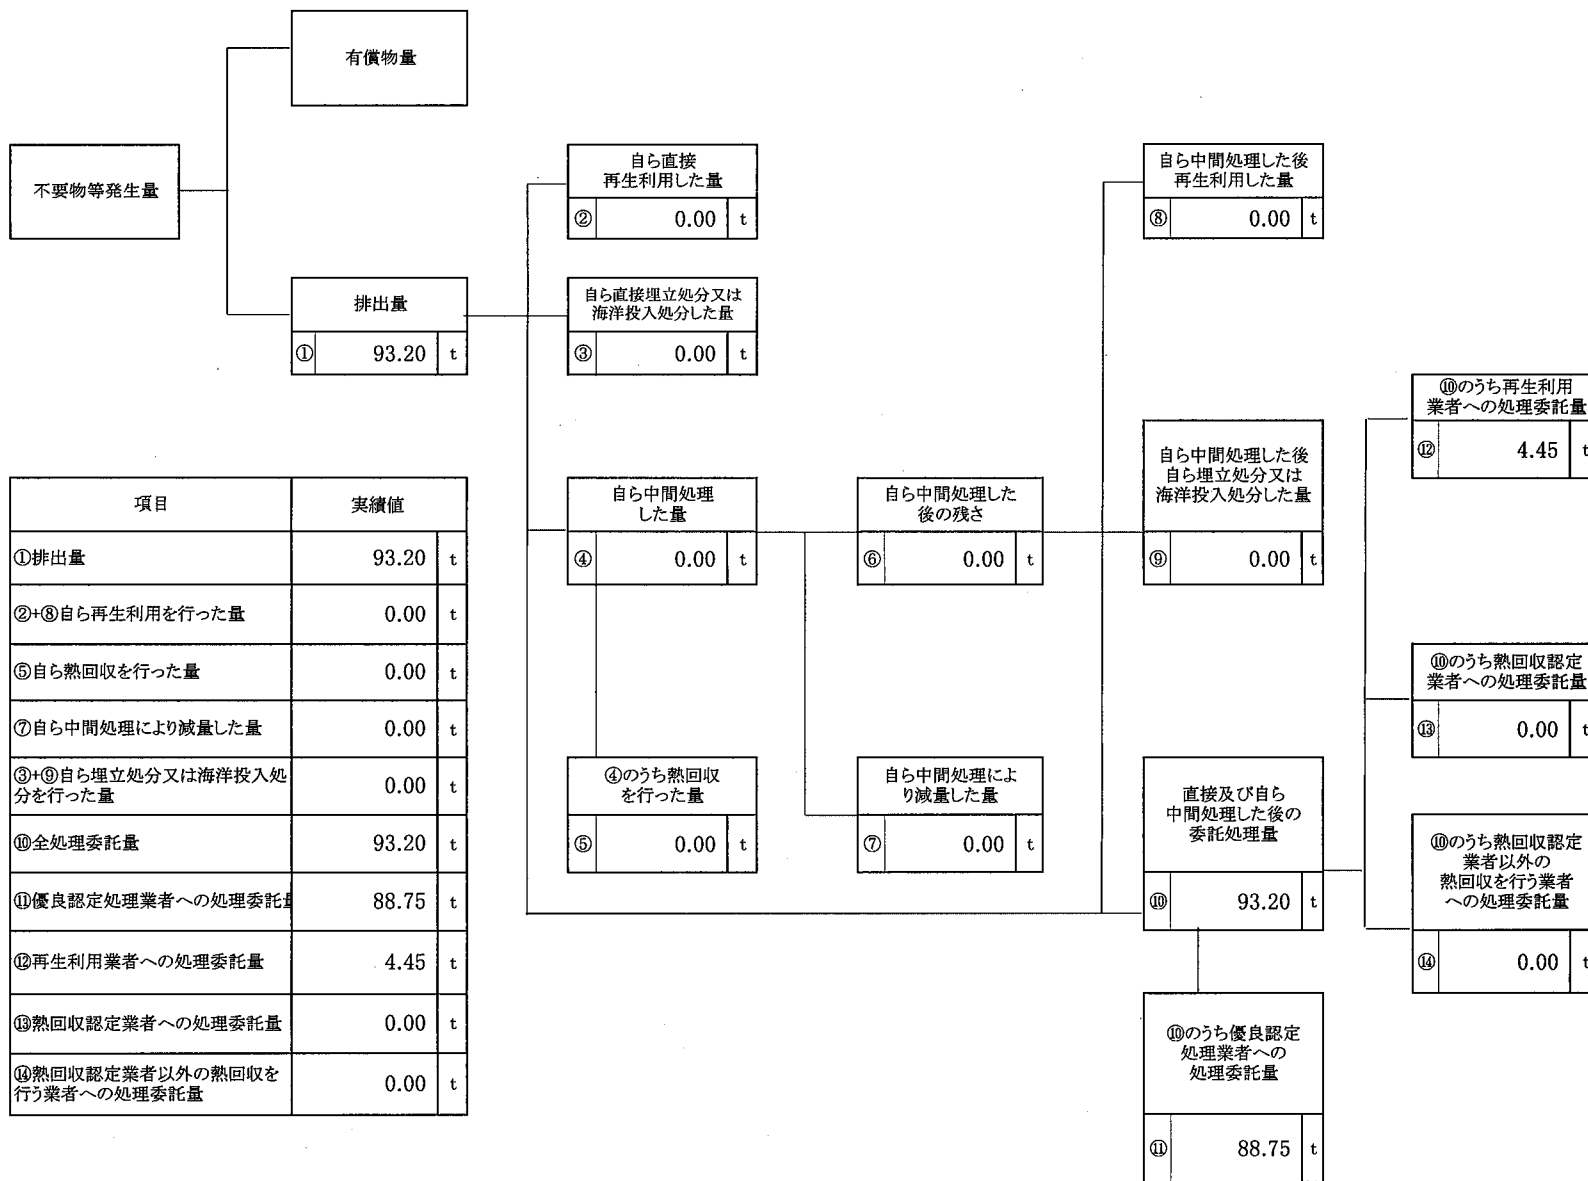 有償物量
不要物等発生量
排出量
① 93.20 t
自ら直接
再生利用した量
② 0.00 t
自ら直接埋立処分又は
海洋投入処分した量
③ 0.00 t
自ら中間処理
した量
④ 0.00 t
④のうち熱回収
を行った量
⑤ 0.00 t
自ら中間処理した
後の残さ
⑥ 0.00 t
自ら中間処理によ
り減量した量
⑦ 0.00 t
自ら中間処理した後
再生利用した量
⑧ 0.00 t
自ら中間処理した後
自ら埋立処分又は
海洋投入処分した量
⑨ 0.00 t
直接及び自ら
中間処理した後の
委託処理量
⑩ 93.20 t
⑩のうち優良認定
処理業者への
処理委託量
⑪ 88.75 t
⑩のうち再生利用
業者への処理委託量
⑫ 4.45 t
⑩のうち熱回収認定
業者への処理委託量
⑬ 0.00 t
⑩のうち熱回収認定
業者以外の
熱回収を行う業者
への処理委託量
⑭ 0.00 t
項目 実績値
①排出量 93.20 t
②+⑧自ら再生利用を行った量 0.00 t
⑤自ら熱回収を行った量 0.00 t
⑦自ら中間処理により減量した量 0.00 t
③+⑨自ら埋立処分又は海洋投入処
分を行った量 0.00 t
⑩全処理委託量 93.20 t
⑪優良認定処理業者への処理委託量 88.75 t
⑫再生利用業者への処理委託量 4.45 t
⑬熱回収認定業者への処理委託量 0.00 t
⑭熱回収認定業者以外の熱回収を
行う業者への処理委託量 0.00 t